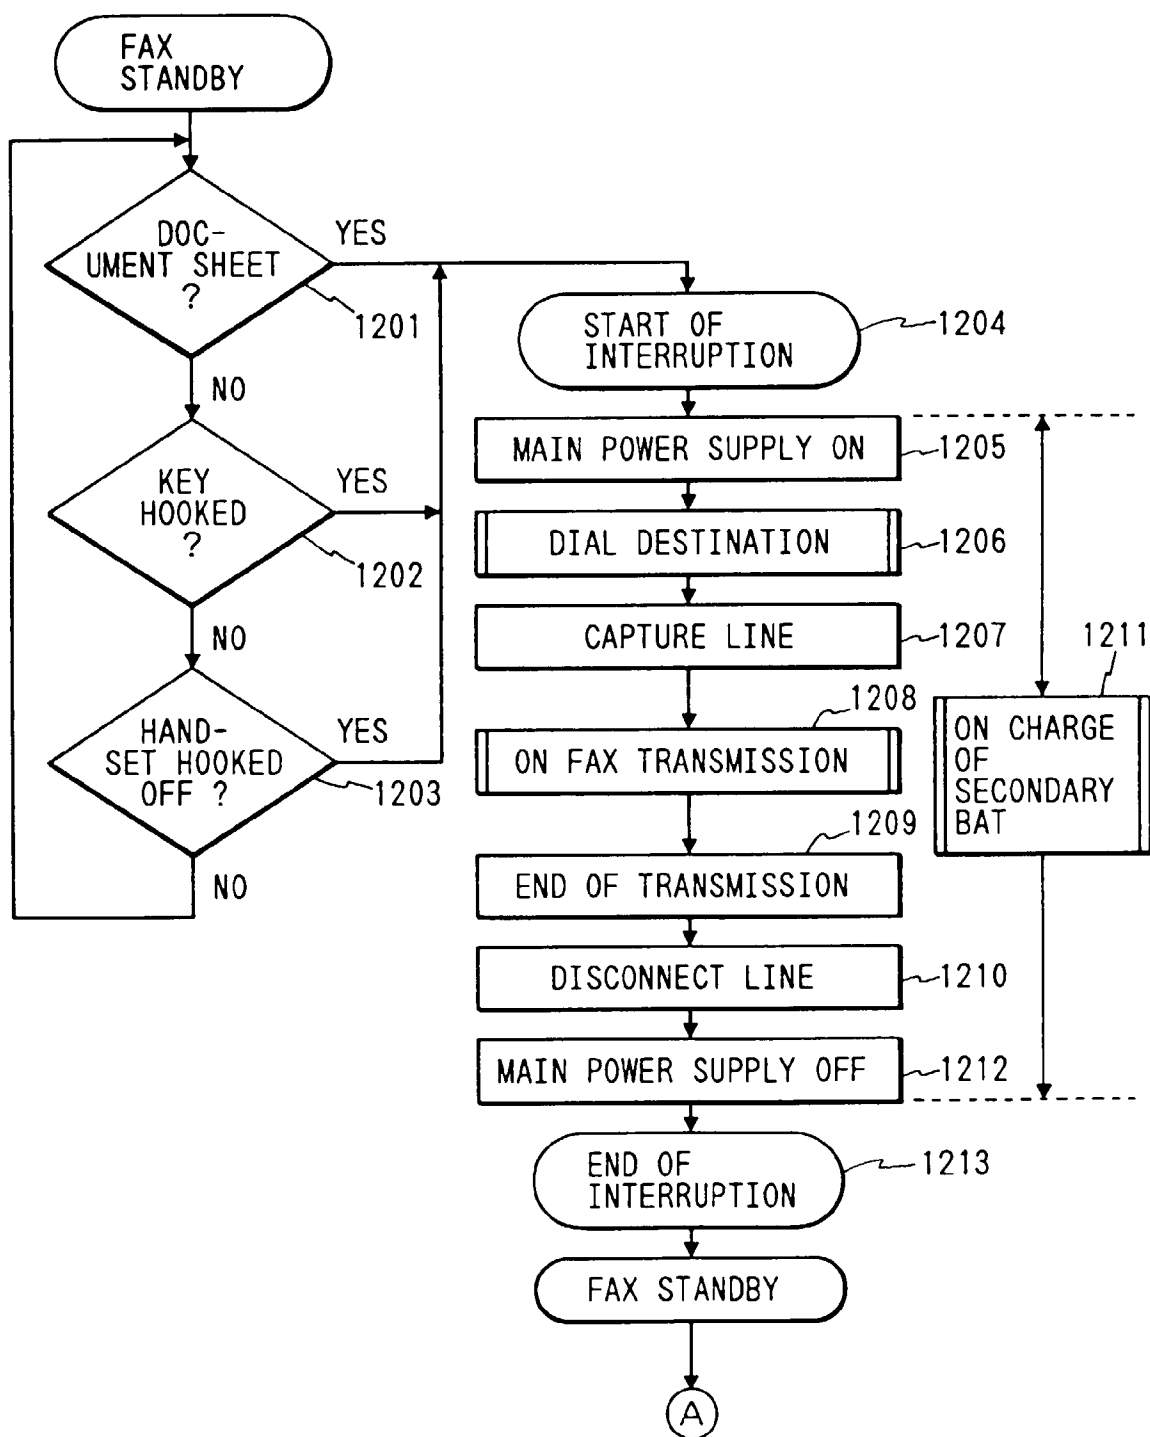 FAX
STANDBY
DOC-
UMENT SHEET
?
YES
1201
NO
KEY
HOOKED
?
YES
1202
NO
HAND-
SET HOOKED
OFF ?
YES
1203
NO
START OF
INTERRUPTION
1204
MAIN POWER SUPPLY ON
1205
DIAL DESTINATION
1206
CAPTURE LINE
1207
1208
ON FAX TRANSMISSION
1209
END OF TRANSMISSION
DISCONNECT LINE
1210
1211
ON CHARGE
OF
SECONDARY
BAT
MAIN POWER SUPPLY OFF
1212
END OF
INTERRUPTION
1213
FAX STANDBY
A